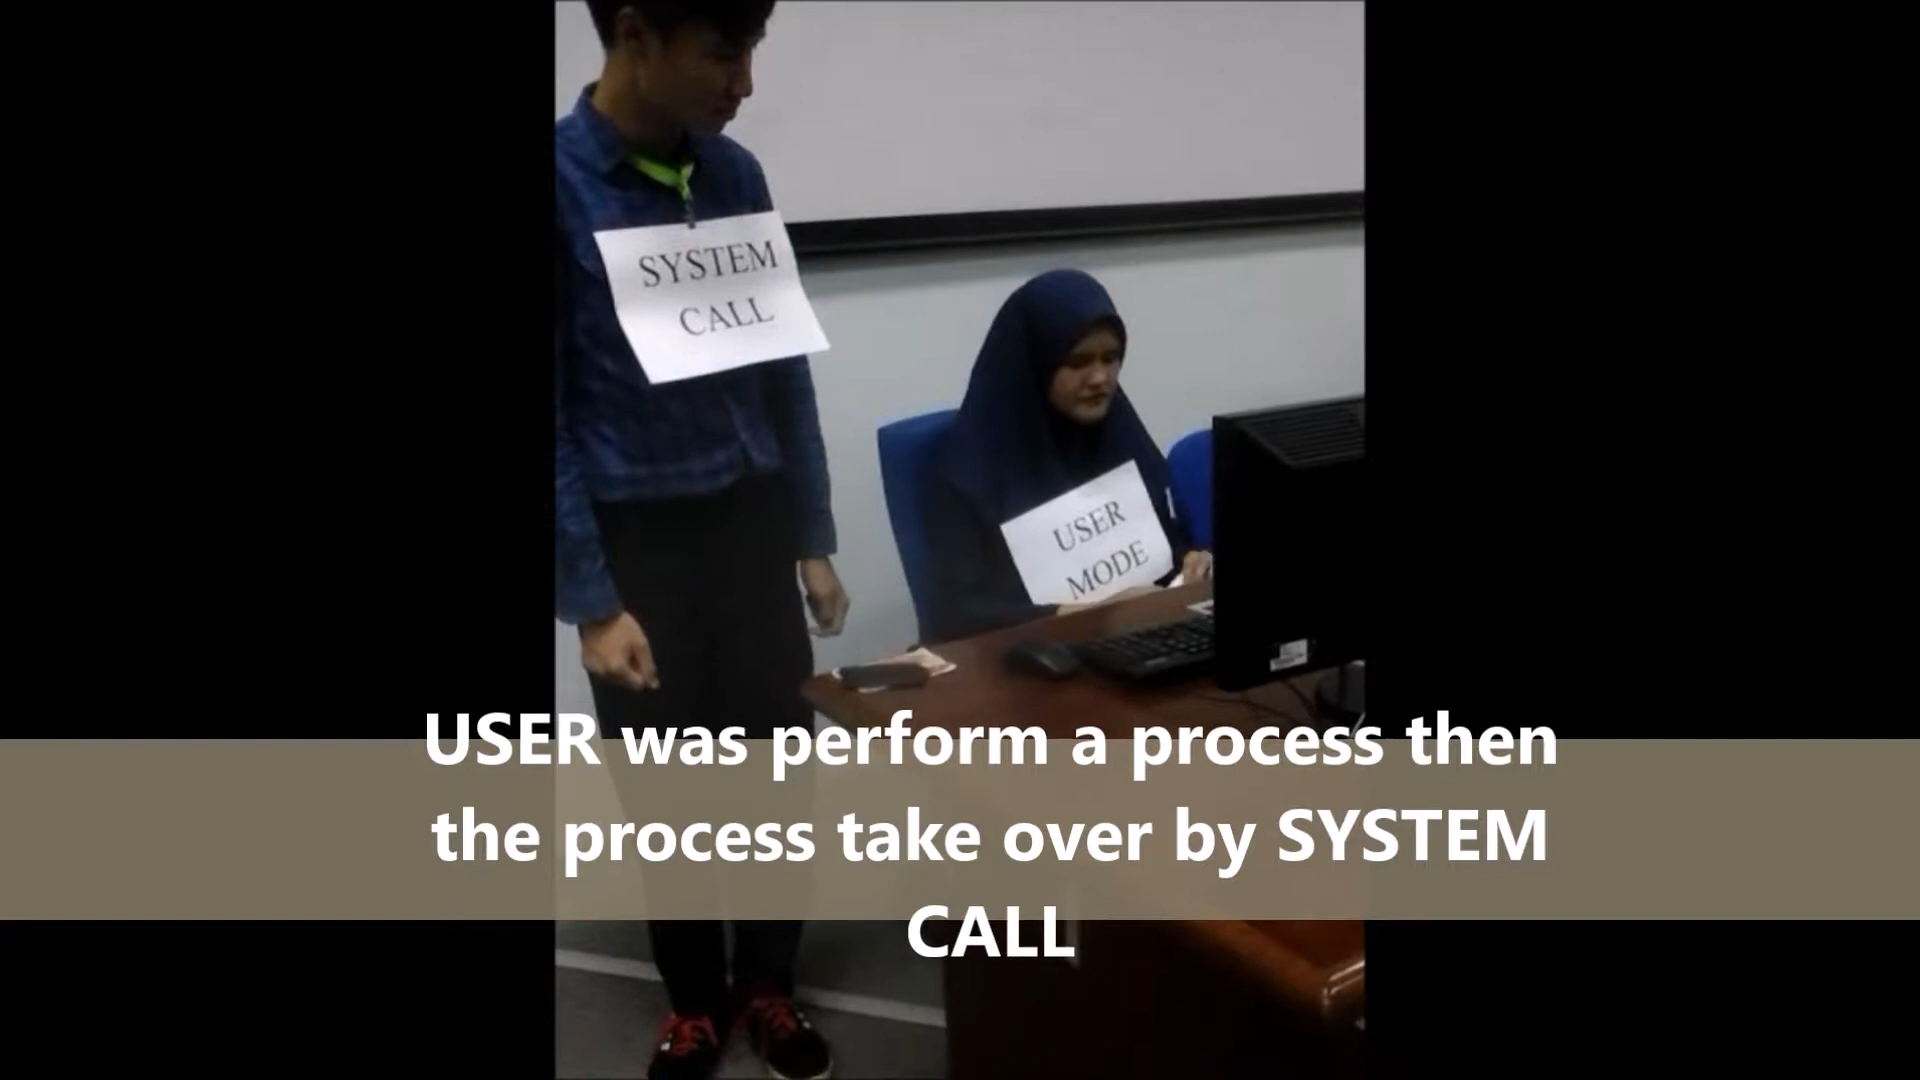 SYSTEM
CALL
USER
MODE
USER was perform a process then
the process take over by SYSTEM
CALL